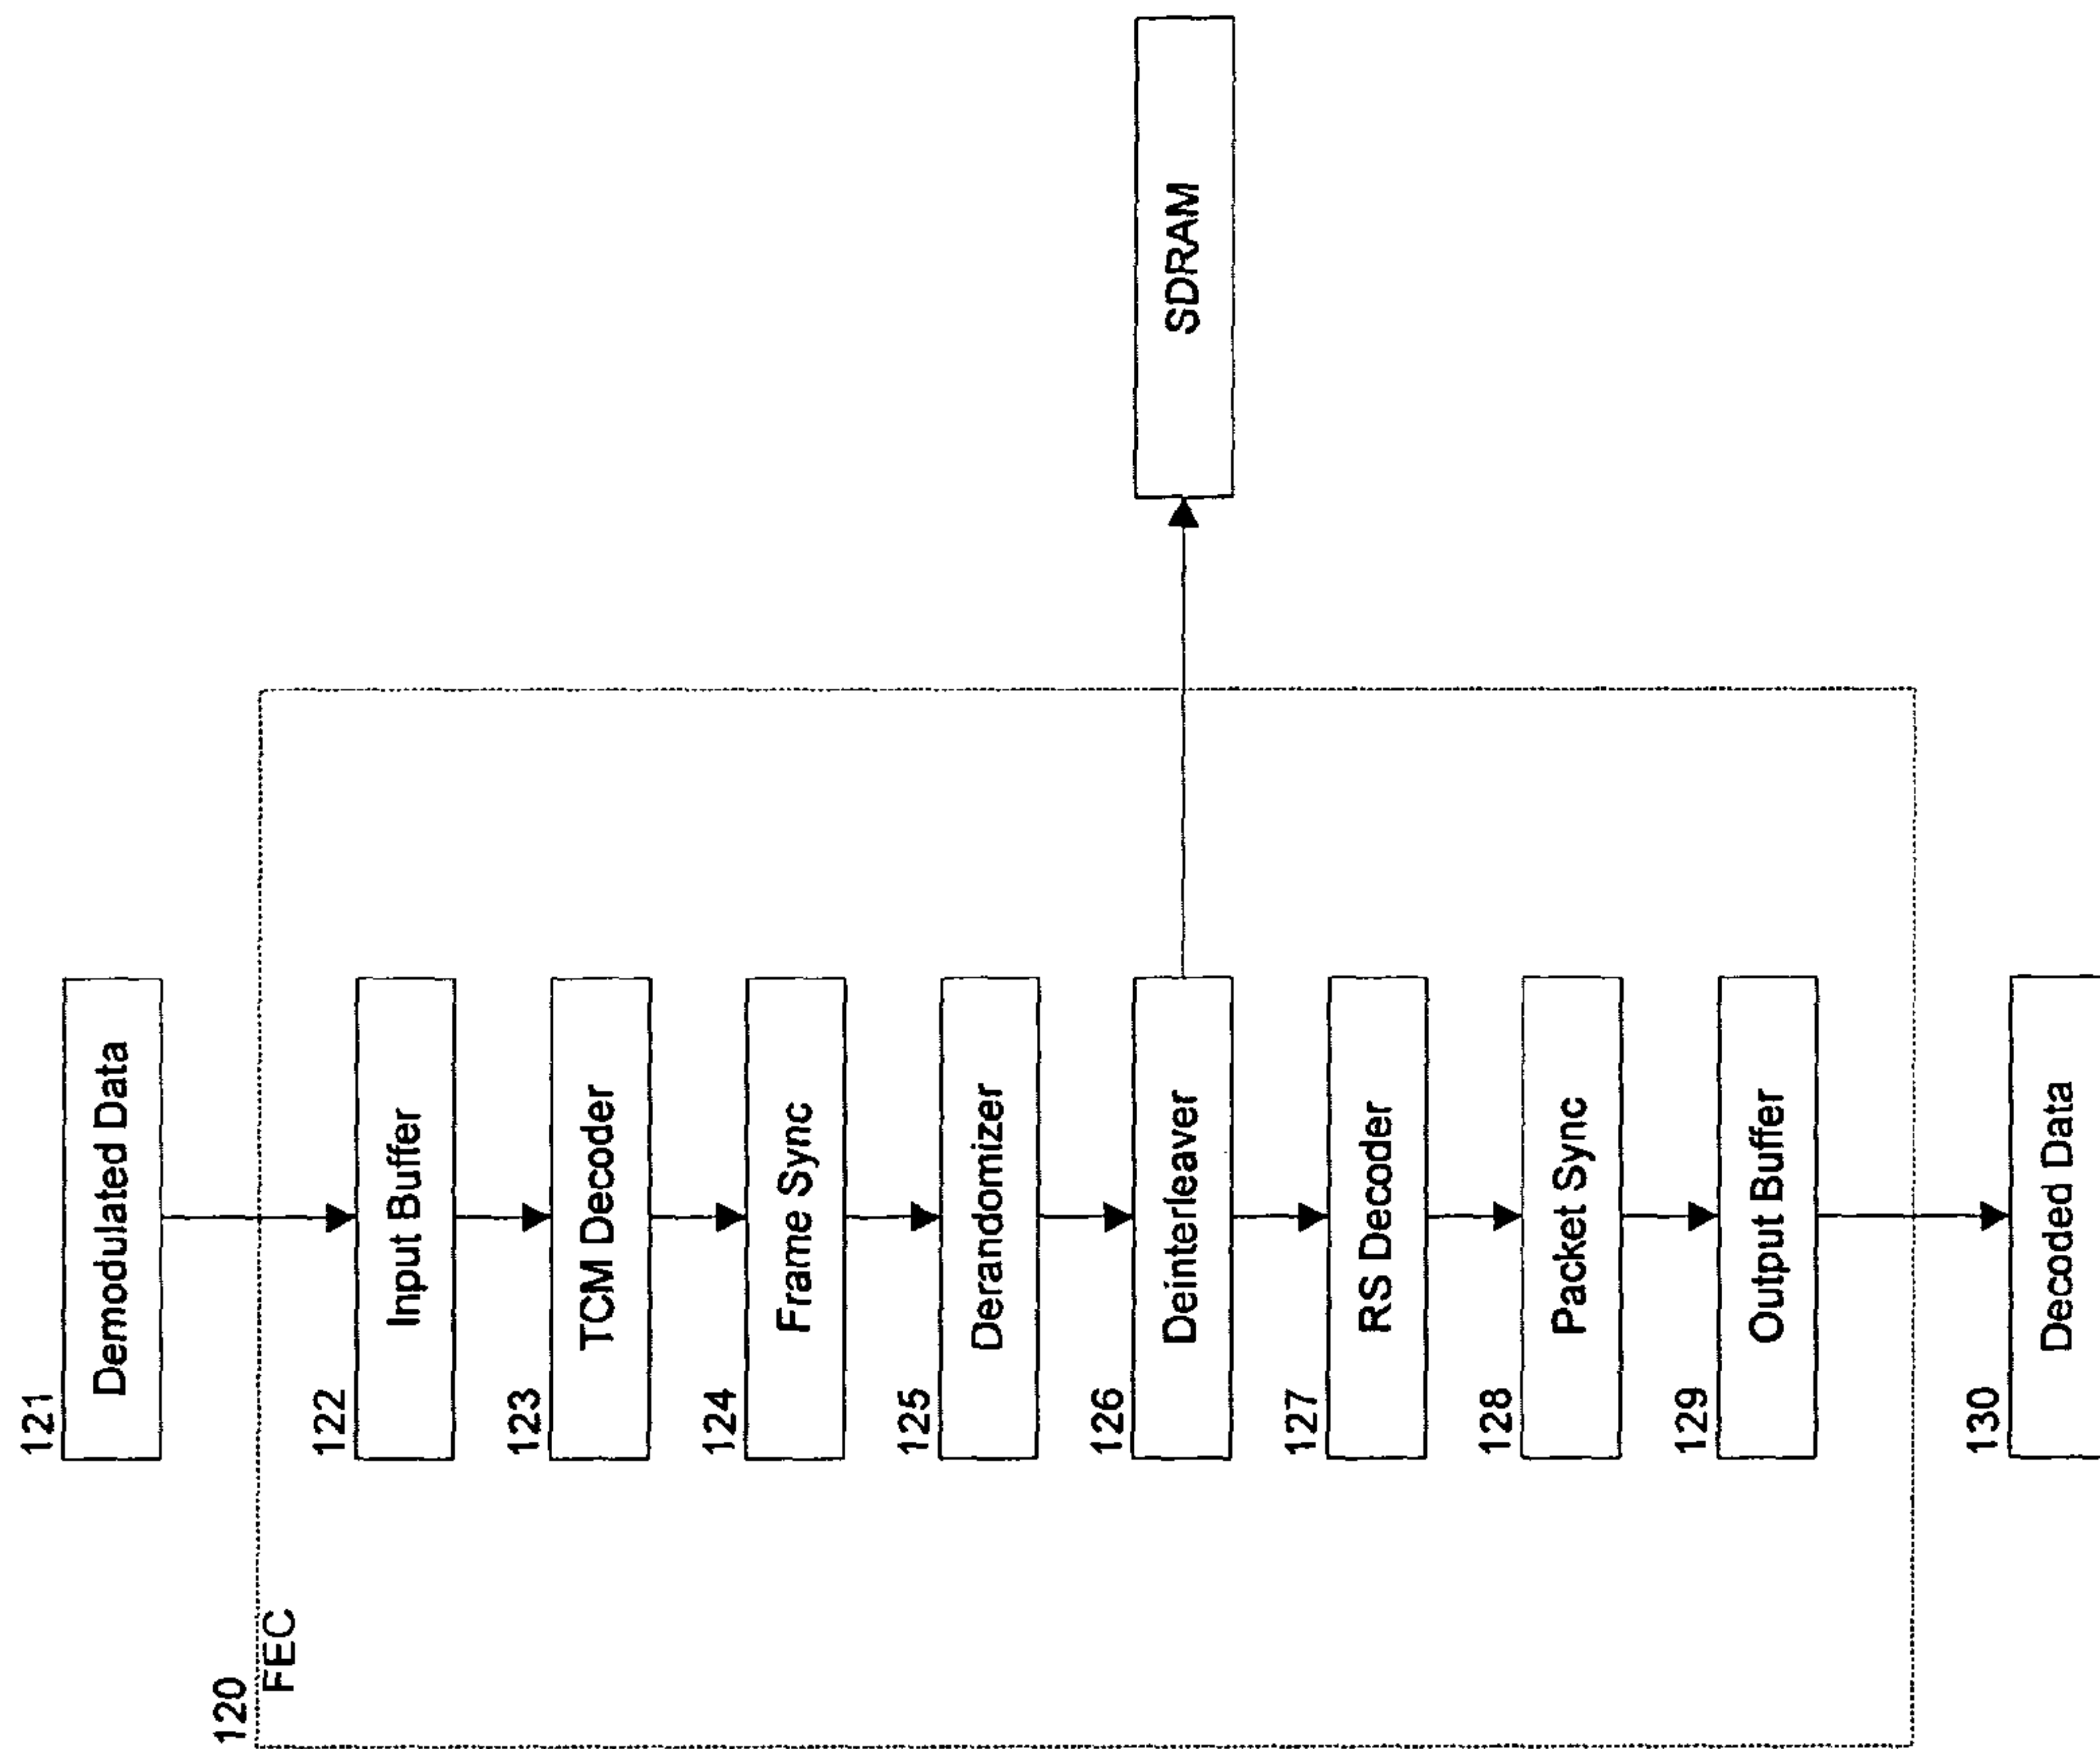 120
FEC
121
Demodulated Data
122
Input Buffer
123
TCM Decoder
124
Frame Sync
125
Derandomizer
126
Deinterleaver
SDRAM
127
RS Decoder
128
Packet Sync
129
Output Buffer
130
Decoded Data